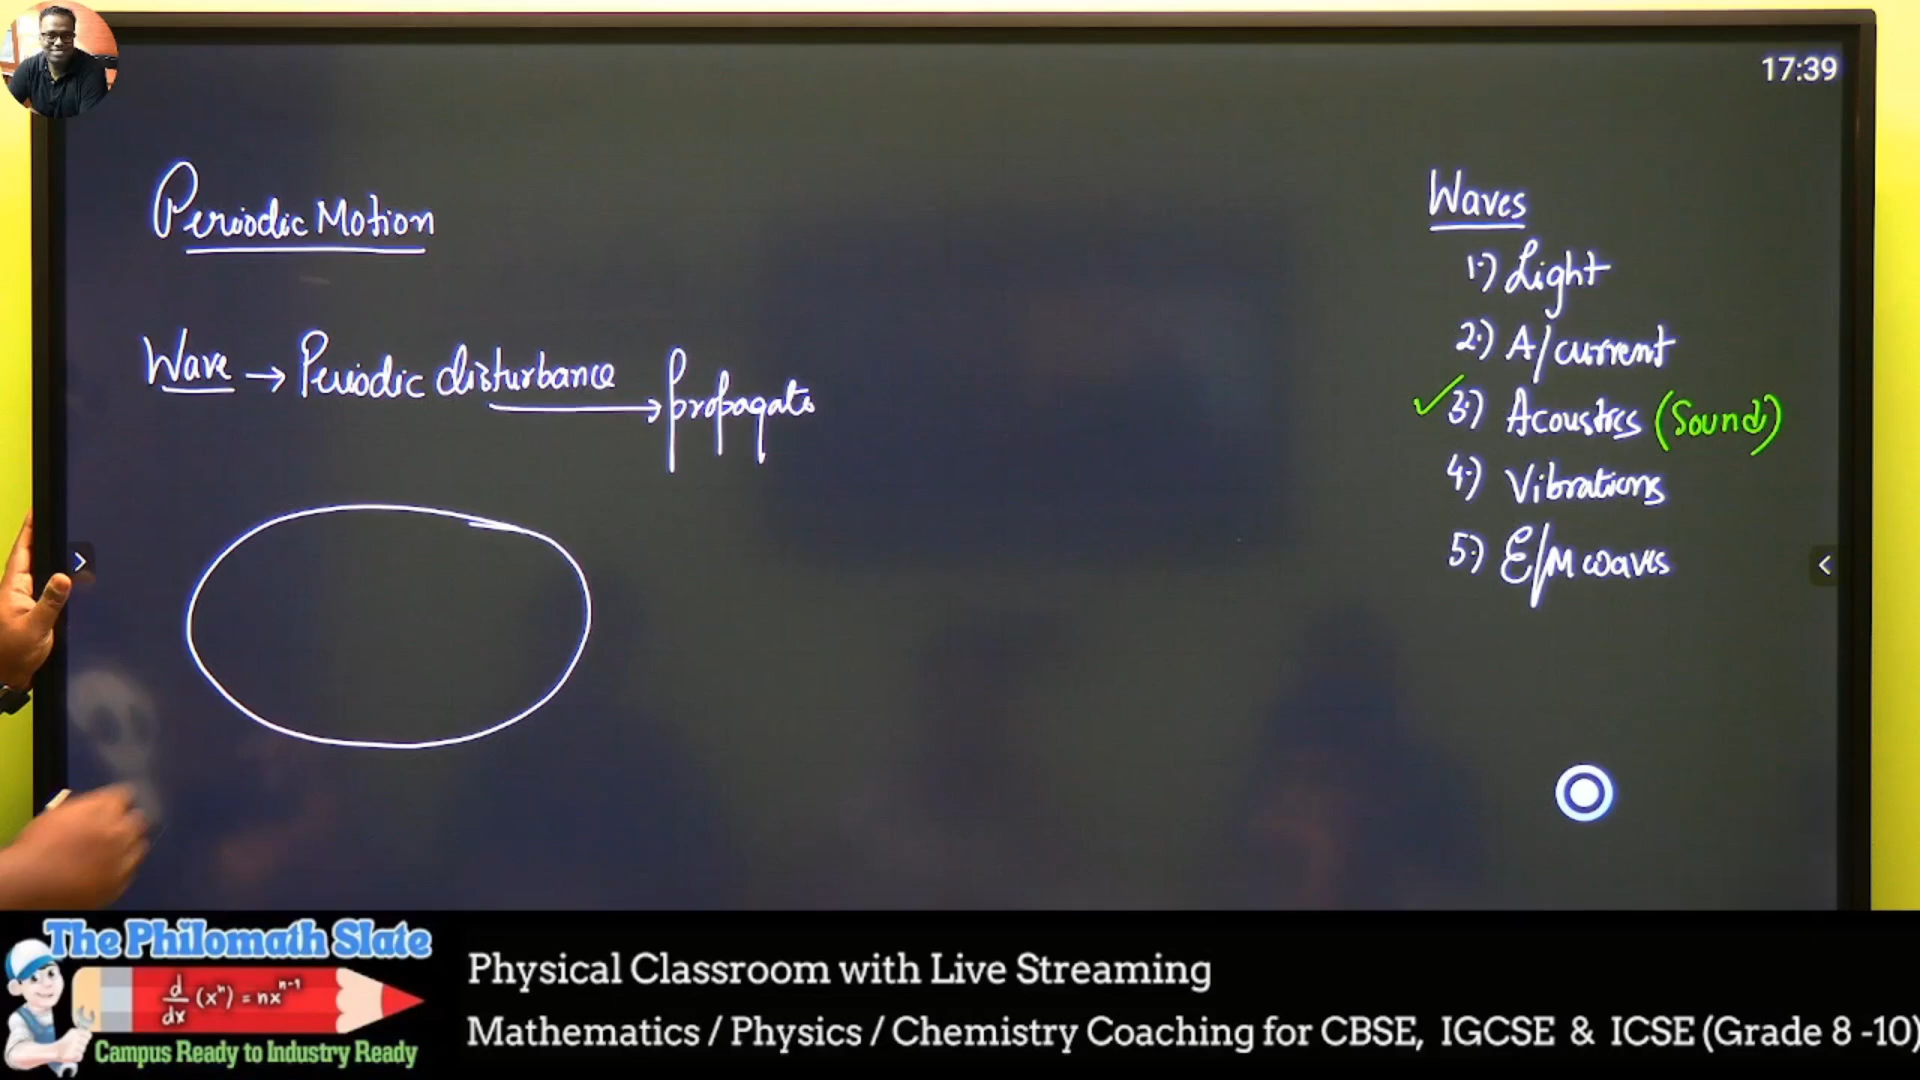 17:39
Periodic Motion
Wave → Periodic disturbance → propagate
Waves
1.) Light
2.) A/current
✓ 3.) Acoustics (Sound)
4.) Vibrations
5.) E/M waves
The Philomath Slate
d/dx (xⁿ) = nxⁿ⁻¹
Campus Ready to Industry Ready
Physical Classroom with Live Streaming
Mathematics / Physics / Chemistry Coaching for CBSE, IGCSE & ICSE (Grade 8 -10)